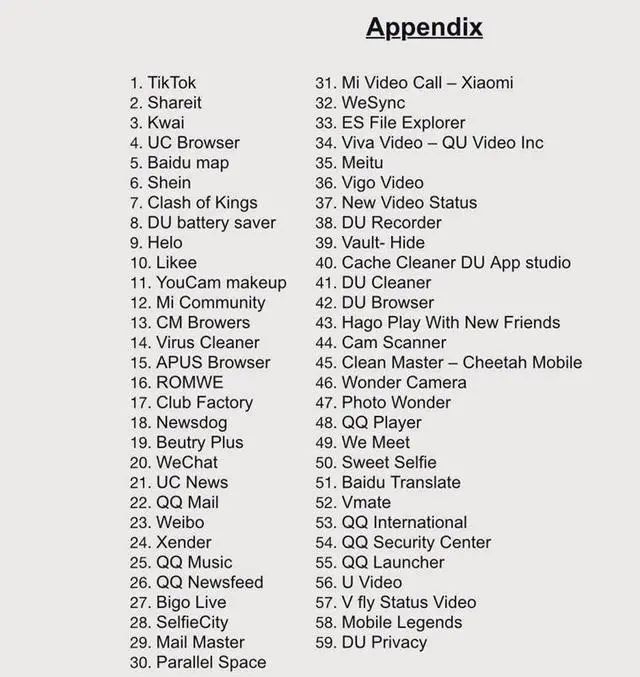 Appendix
1. TikTok
2. Shareit
3. Kwai
4. UC Browser
5. Baidu map
6. Shein
7. Clash of Kings
8. DU battery saver
9. Helo
10. Likee
11. YouCam makeup
12. Mi Community
13. CM Browers
14. Virus Cleaner
15. APUS Browser
16. ROMWE
17. Club Factory
18. Newsdog
19. Beutry Plus
20. WeChat
21. UC News
22. QQ Mail
23. Weibo
24. Xender
25. QQ Music
26. QQ Newsfeed
27. Bigo Live
28. SelfieCity
29. Mail Master
30. Parallel Space
31. Mi Video Call – Xiaomi
32. WeSync
33. ES File Explorer
34. Viva Video – QU Video Inc
35. Meitu
36. Vigo Video
37. New Video Status
38. DU Recorder
39. Vault- Hide
40. Cache Cleaner DU App studio
41. DU Cleaner
42. DU Browser
43. Hago Play With New Friends
44. Cam Scanner
45. Clean Master – Cheetah Mobile
46. Wonder Camera
47. Photo Wonder
48. QQ Player
49. We Meet
50. Sweet Selfie
51. Baidu Translate
52. Vmate
53. QQ International
54. QQ Security Center
55. QQ Launcher
56. U Video
57. V fly Status Video
58. Mobile Legends
59. DU Privacy